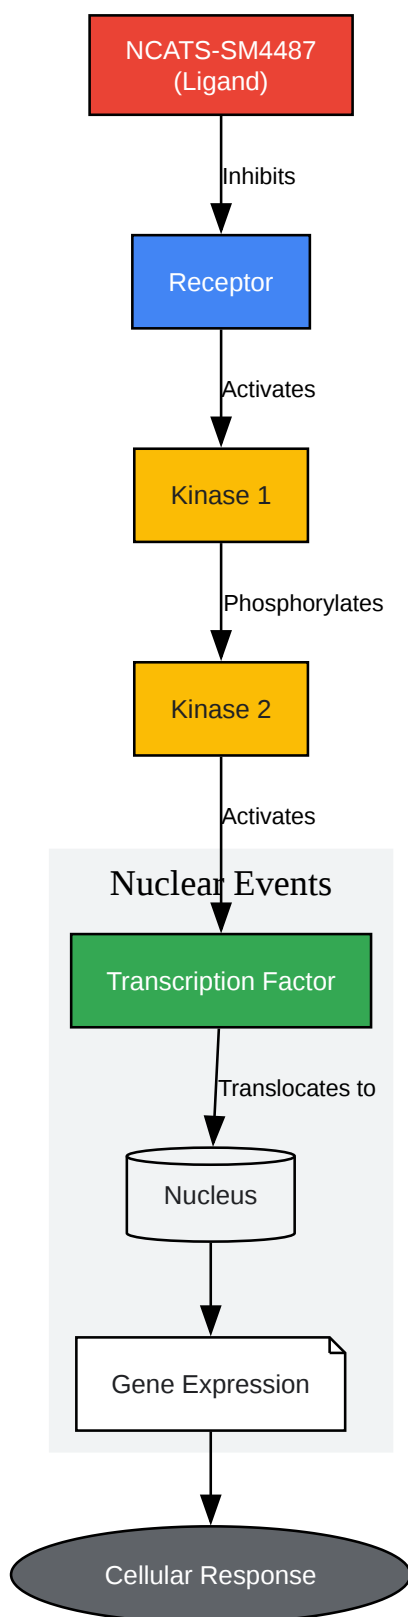 NCATS-SM4487
(Ligand)
Inhibits
Receptor
Activates
Kinase 1
Phosphorylates
Kinase 2
Activates
Nuclear Events
Transcription Factor
Translocates to
Nucleus
Gene Expression
Cellular Response